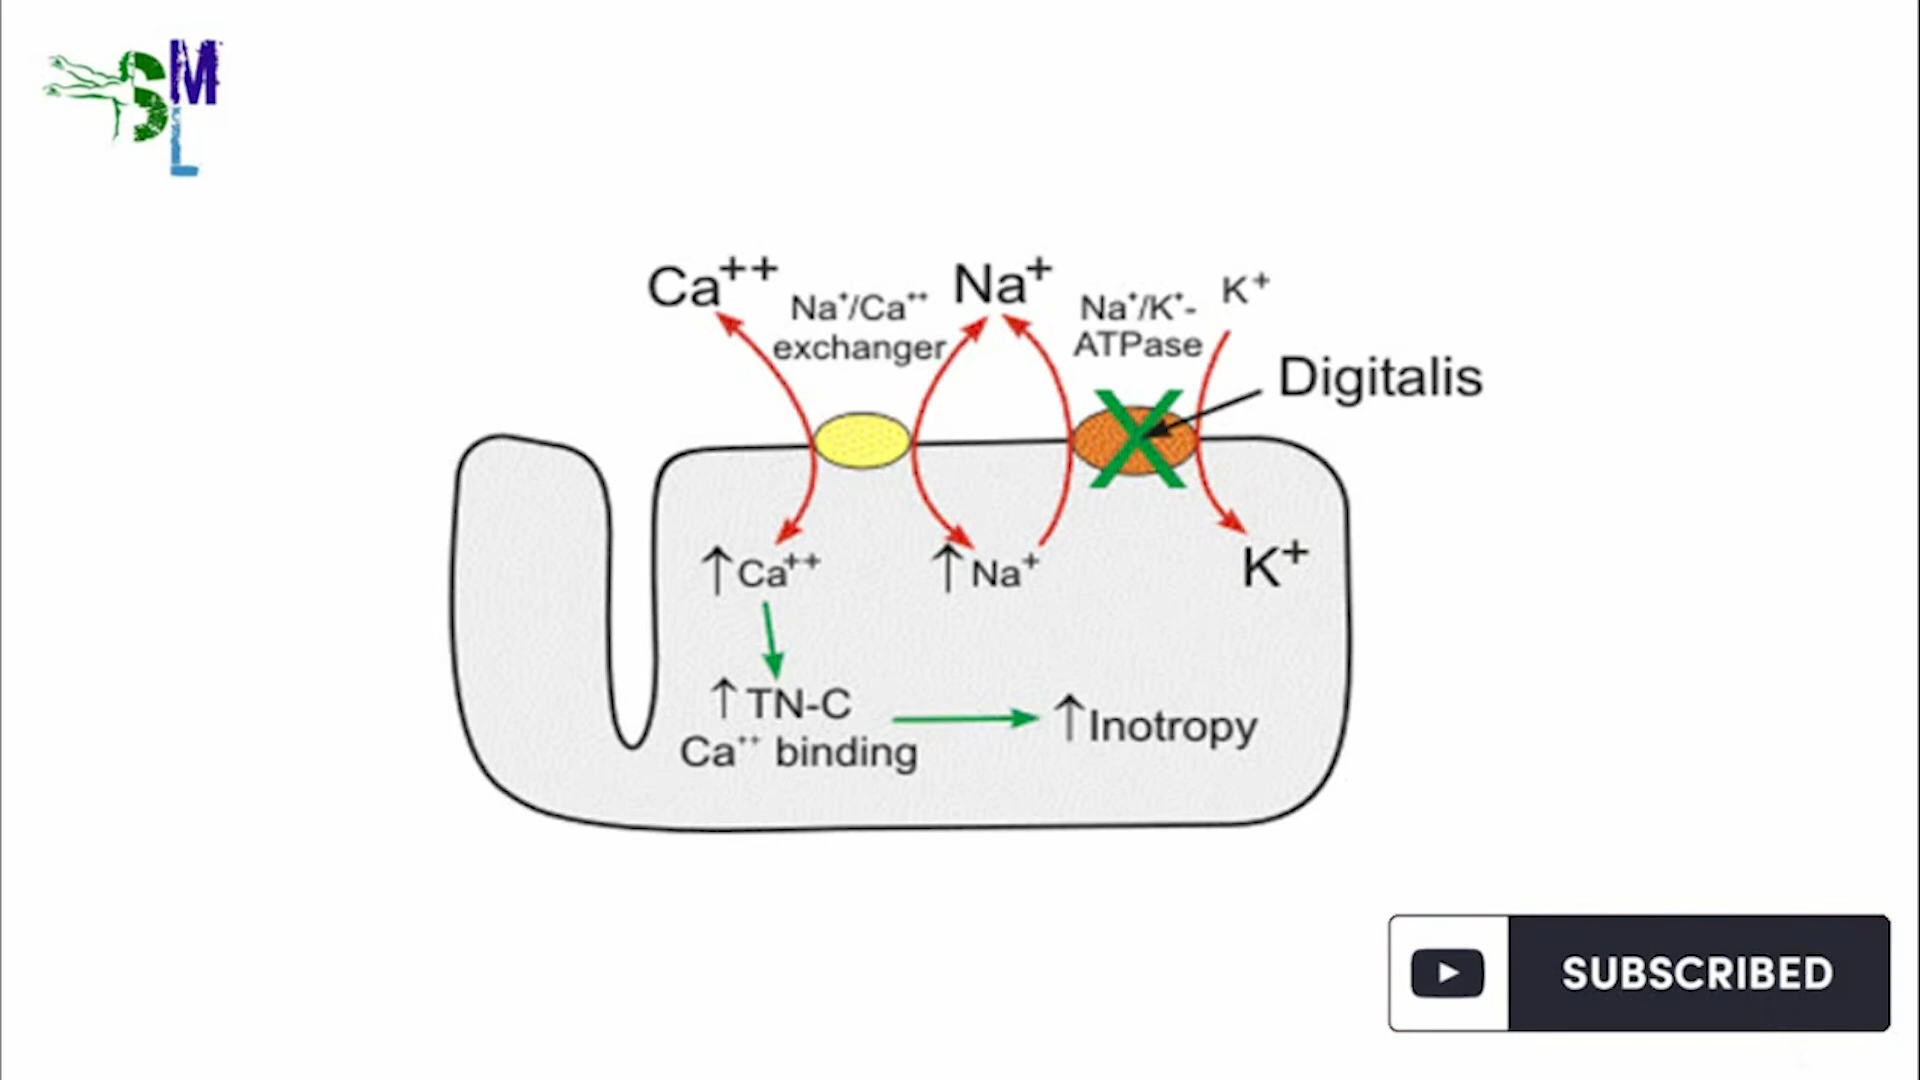 SML
Ca⁺⁺
Na⁺/Ca⁺⁺
exchanger
Na⁺
Na⁺/K⁺-
ATPase
K⁺
Digitalis
↑Ca⁺⁺
↑Na⁺
K⁺
↑TN-C
Ca⁺⁺ binding
↑Inotropy
SUBSCRIBED